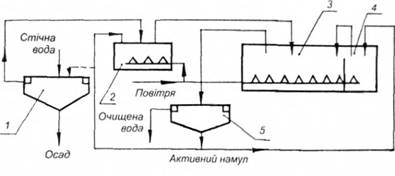 Стічна
вода
3
4
2
Повітря
1
Очищена
вода
5
Осад
Активний намул